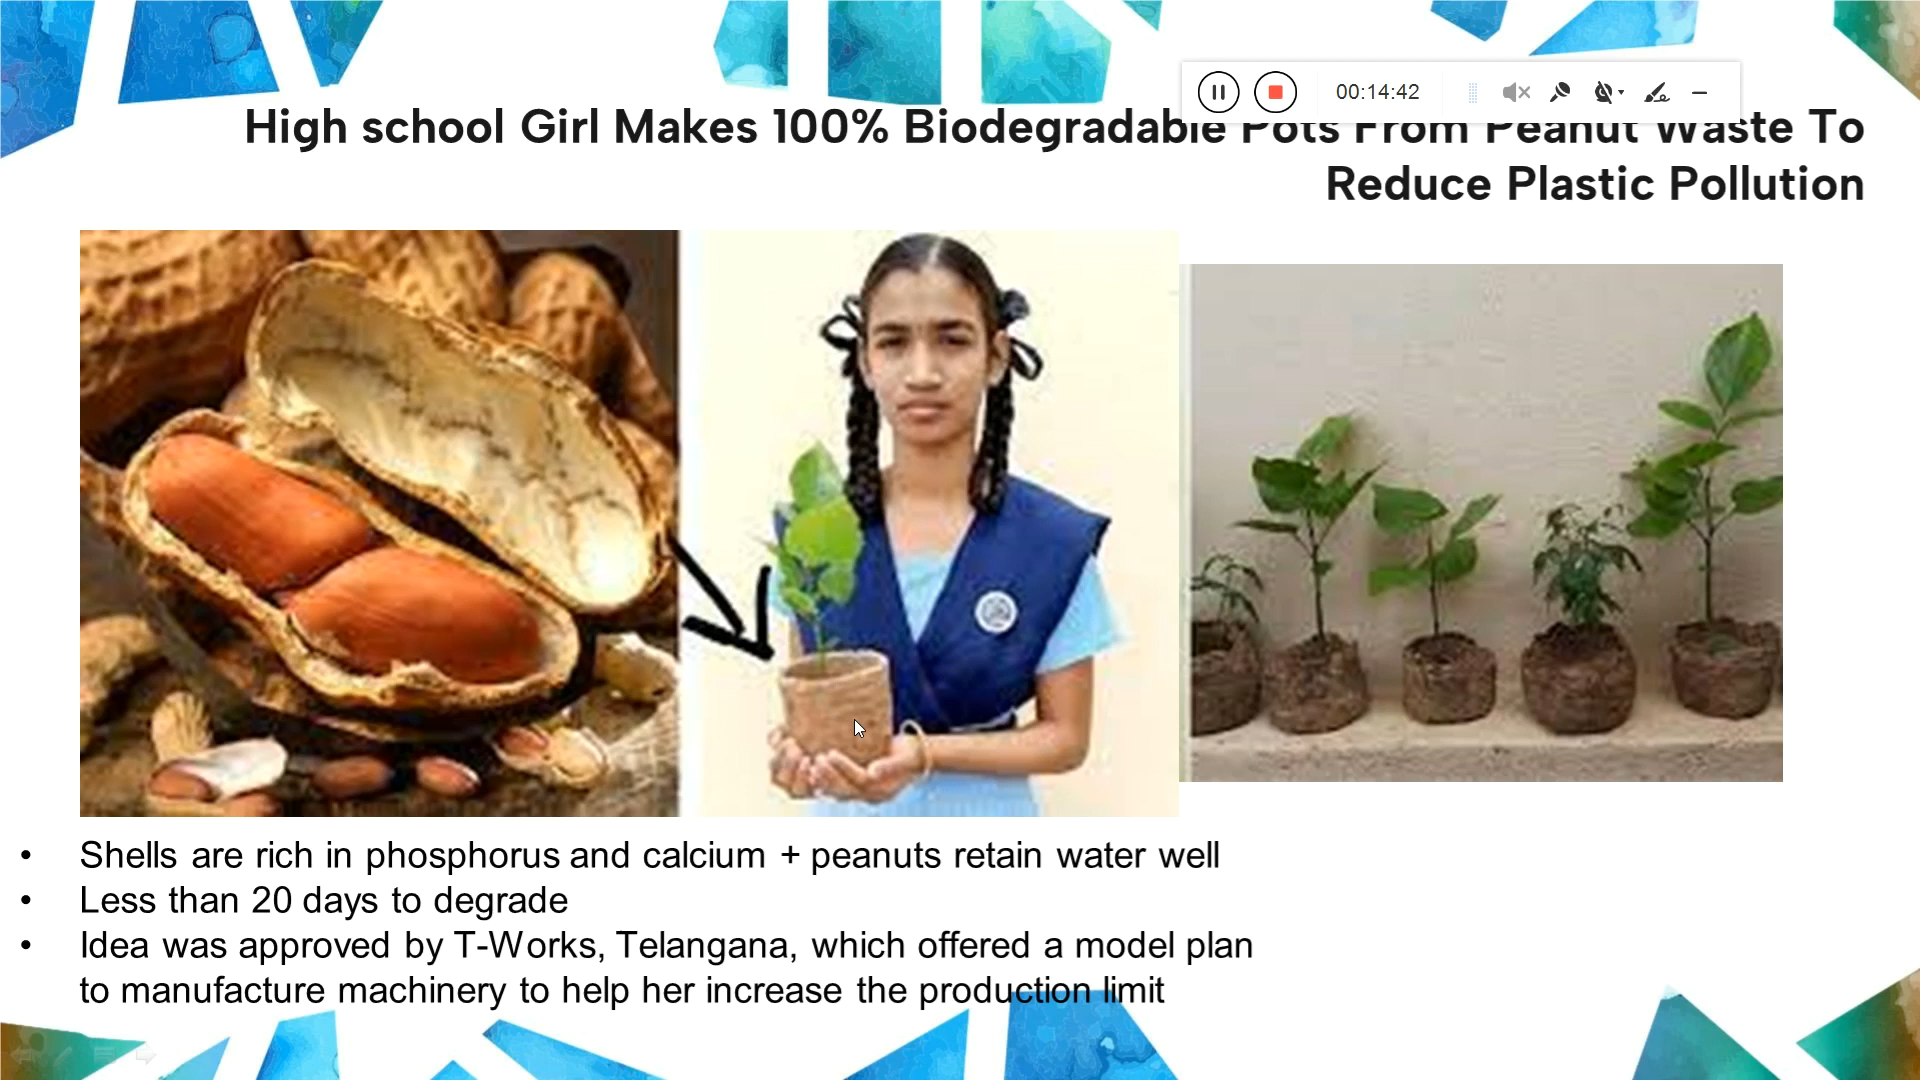 00:14:42
High school Girl Makes 100% Biodegradable Pots From Peanut Waste To
Reduce Plastic Pollution
• Shells are rich in phosphorus and calcium + peanuts retain water well
• Less than 20 days to degrade
• Idea was approved by T-Works, Telangana, which offered a model plan
to manufacture machinery to help her increase the production limit